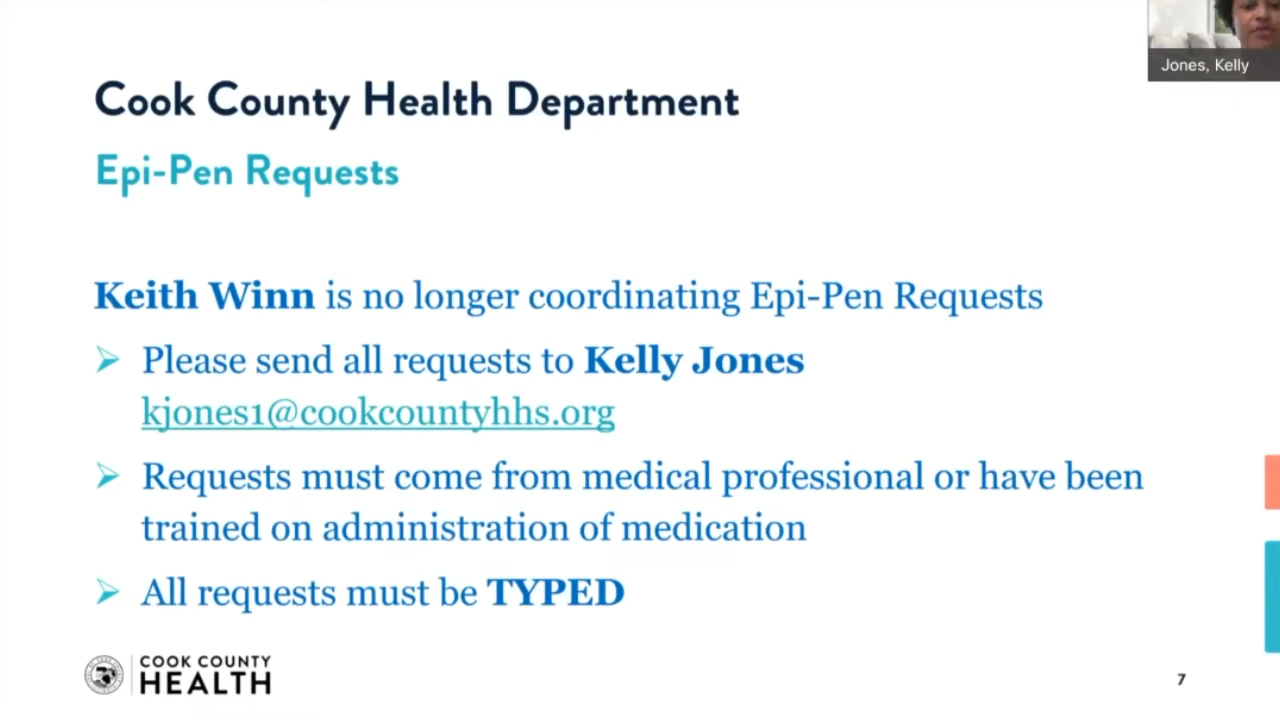 Jones, Kelly
Cook County Health Department
Epi-Pen Requests
Keith Winn is no longer coordinating Epi-Pen Requests
Please send all requests to Kelly Jones
kjones1@cookcountyhhs.org
Requests must come from medical professional or have been
trained on administration of medication
All requests must be TYPED
COOK COUNTY
HEALTH
7